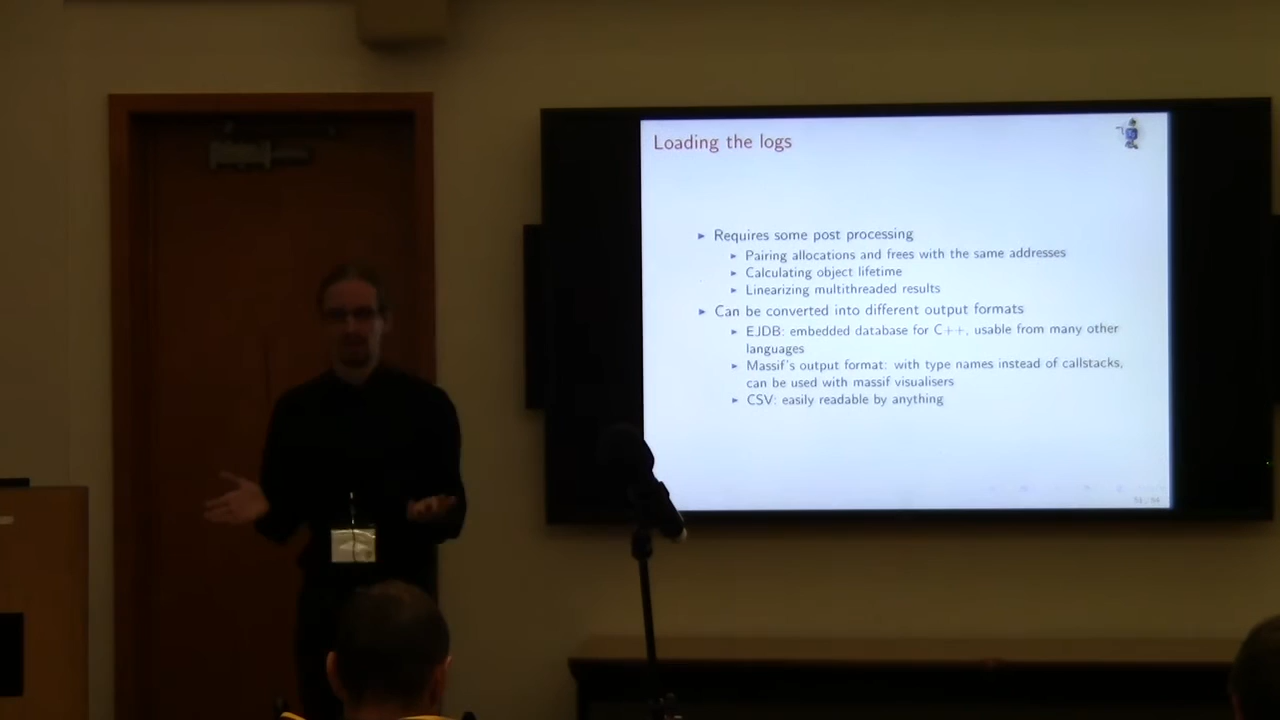 Loading the logs
Requires some post processing
Pairing allocations and frees with the same addresses
Calculating object lifetime
Linearizing multithreaded results
Can be converted into different output formats
EJDB: embedded database for C++, usable from many other
languages
Massif's output format: with type names instead of callstacks,
can be used with massif visualisers
CSV: easily readable by anything